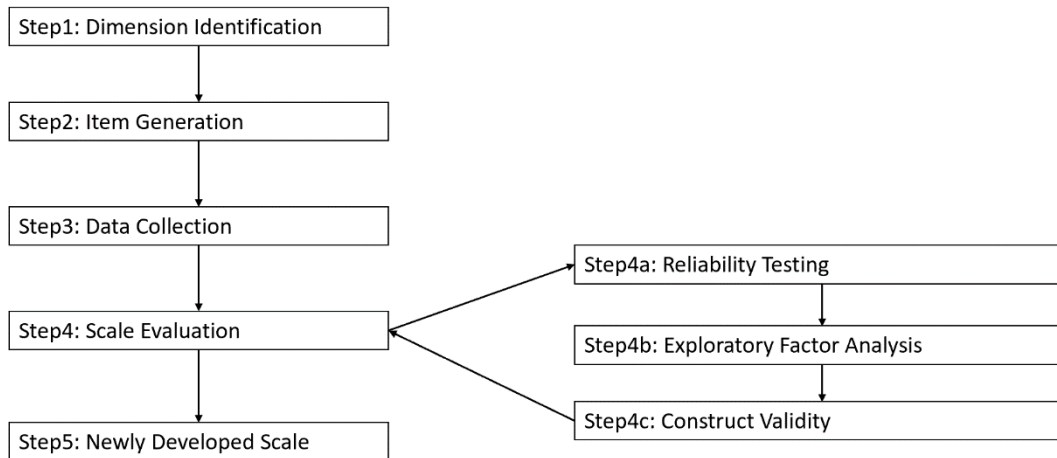 Step1: Dimension Identification
Step2: Item Generation
Step3: Data Collection
Step4: Scale Evaluation
Step5: Newly Developed Scale
Step4a: Reliability Testing
Step4b: Exploratory Factor Analysis
Step4c: Construct Validity